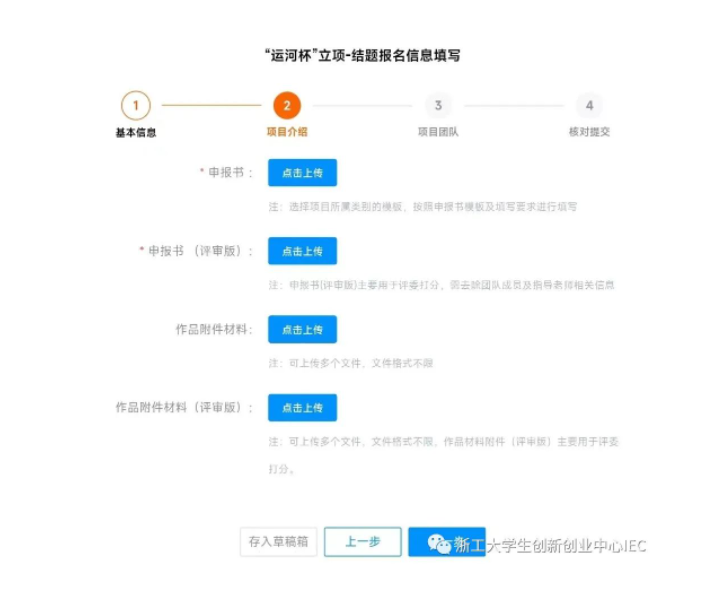 “运河杯”立项-结题报名信息填写
1 2 3 4
基本信息 项目介绍 项目团队 核对提交
* 申报书： 点击上传
注：选择项目所属类别的模板，按照申报书模板及填写要求进行填写
* 申报书 （评审版）： 点击上传
注：申报书(评审版)主要用于评委打分，需去除团队成员及指导老师相关信息
作品附件材料： 点击上传
注：可上传多个文件，文件格式不限
作品附件材料（评审版）： 点击上传
注：可上传多个文件，文件格式不限，作品材料附件（评审版）主要用于评委
打分。
存入草稿箱 上一步
浙工大学生创新创业中心IEC